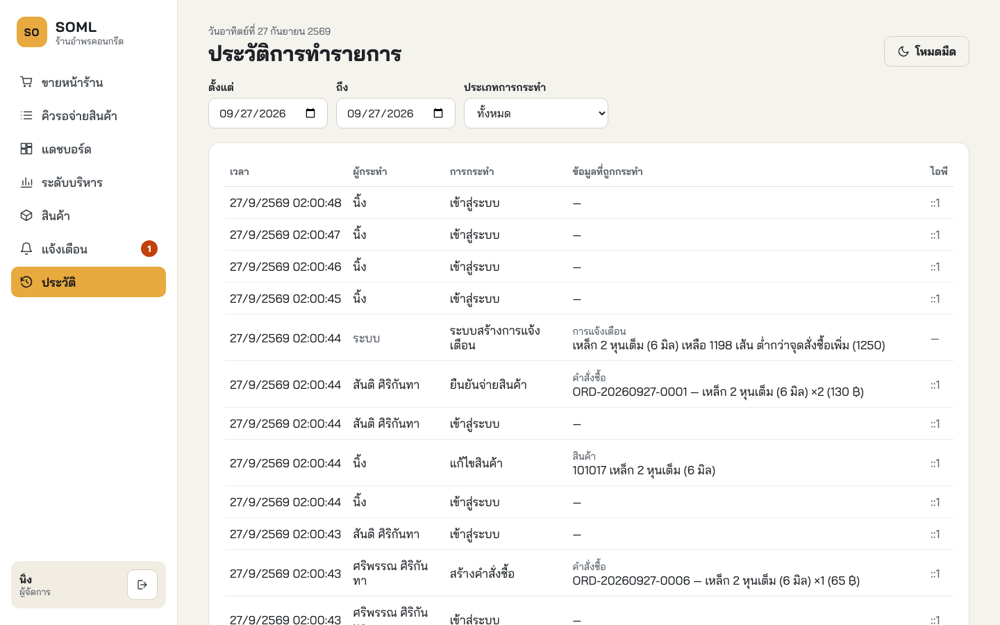 SO
SOML
ร้านอำพรคอนกรีต
ขายหน้าร้าน
คิวรอจ่ายสินค้า
แดชบอร์ด
ระดับบริหาร
สินค้า
แจ้งเตือน 1
ประวัติ
นิ้ง
ผู้จัดการ
วันอาทิตย์ที่ 27 กันยายน 2569
ประวัติการทำรายการ
โหมดมืด
ตั้งแต่ ถึง ประเภทการกระทำ
09/27/2026 09/27/2026 ทั้งหมด
เวลา ผู้กระทำ การกระทำ ข้อมูลที่ถูกกระทำ ไอพี
27/9/2569 02:00:48 นิ้ง เข้าสู่ระบบ — ::1
27/9/2569 02:00:47 นิ้ง เข้าสู่ระบบ — ::1
27/9/2569 02:00:46 นิ้ง เข้าสู่ระบบ — ::1
27/9/2569 02:00:45 นิ้ง เข้าสู่ระบบ — ::1
27/9/2569 02:00:44 ระบบ ระบบสร้างการแจ้ง
เตือน
การแจ้งเตือน
เหล็ก 2 หุนเต็ม (6 มิล) เหลือ 1198 เส้น ต่ำกว่าจุดสั่งซื้อเพิ่ม (1250) —
27/9/2569 02:00:44 สันติ ศิริกันทา ยืนยันจ่ายสินค้า คำสั่งซื้อ
ORD-20260927-0001 — เหล็ก 2 หุนเต็ม (6 มิล) ×2 (130 ฿) ::1
27/9/2569 02:00:44 สันติ ศิริกันทา เข้าสู่ระบบ — ::1
27/9/2569 02:00:44 นิ้ง แก้ไขสินค้า สินค้า
101017 เหล็ก 2 หุนเต็ม (6 มิล) ::1
27/9/2569 02:00:44 นิ้ง เข้าสู่ระบบ — ::1
27/9/2569 02:00:43 สันติ ศิริกันทา เข้าสู่ระบบ — ::1
27/9/2569 02:00:43 ศริพรรณ ศิริกัน
ทา
สร้างคำสั่งซื้อ คำสั่งซื้อ
ORD-20260927-0006 — เหล็ก 2 หุนเต็ม (6 มิล) ×1 (65 ฿) ::1
27/9/2569 02:00:43 ศริพรรณ ศิริกัน
เข้าสู่ระบบ — ::1